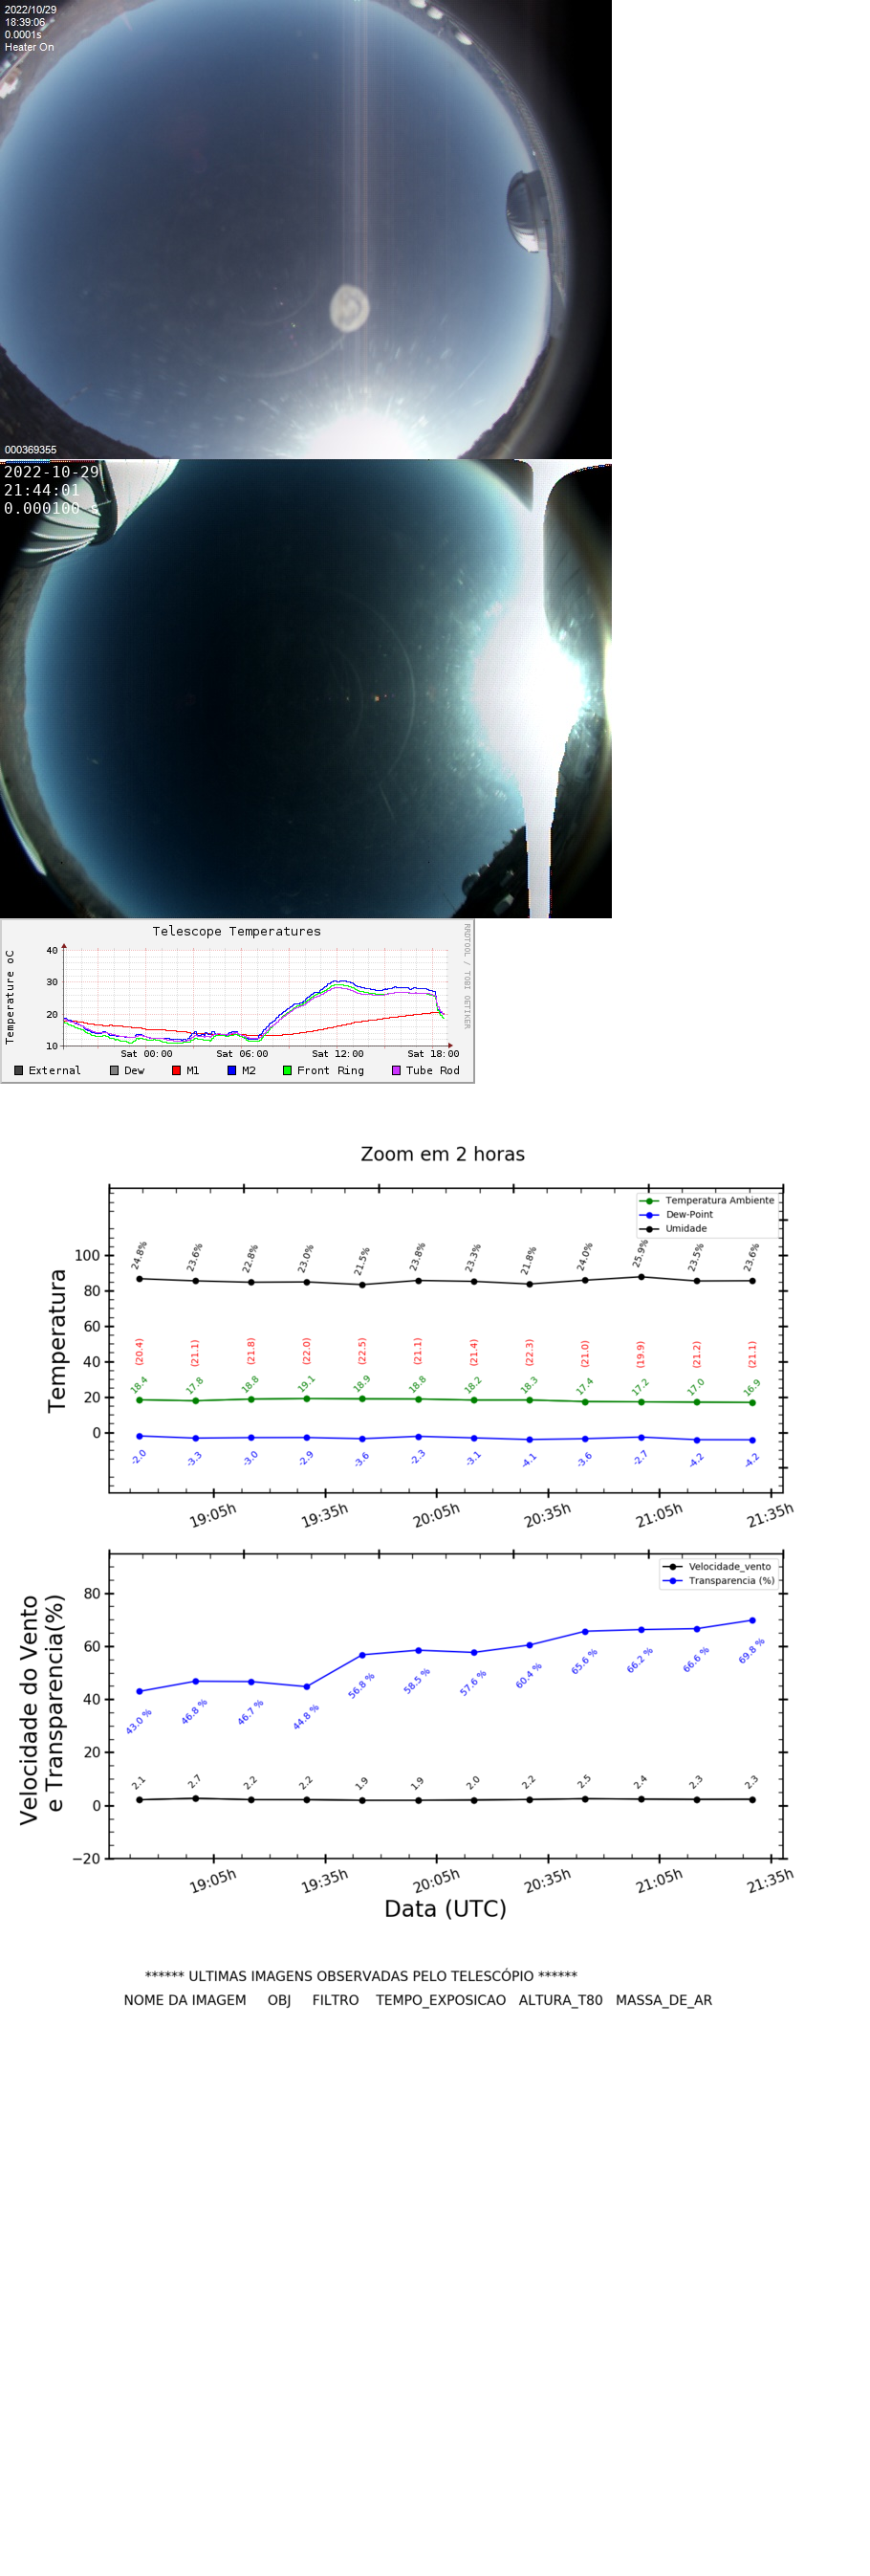 2022/10/29
18:39:06
0.0001s
Heater On
000369355
2022-10-29
21:44:01
0.000100 s
Telescope Temperatures
RRDTOOL / TOBI OETIKER
Temperature oC
40
30
20
10
Sat 00:00 Sat 06:00 Sat 12:00 Sat 18:00
External Dew M1 M2 Front Ring Tube Rod
Zoom em 2 horas
Temperatura Ambiente
Dew-Point
Umidade
Temperatura
100
80
60
40
20
0
24.8% 23.6% 22.8% 23.0% 21.5% 23.8% 23.3% 21.8% 24.0% 25.9% 23.5% 23.6%
(20.4) (21.1) (21.8) (22.0) (22.5) (21.1) (21.4) (22.3) (21.0) (19.9) (21.2) (21.1)
18.4 17.8 18.8 19.1 18.9 18.8 18.2 18.3 17.4 17.2 17.0 16.9
-2.0 -3.3 -3.0 -2.9 -3.6 -2.3 -3.1 -4.1 -3.6 -2.7 -4.2 -4.2
19:05h 19:35h 20:05h 20:35h 21:05h 21:35h
Velocidade_vento
Transparencia (%)
Velocidade do Vento
e Transparencia(%)
80
60
40
20
0
−20
43.0 % 46.8 % 46.7 % 44.8 % 56.8 % 58.5 % 57.6 % 60.4 % 65.6 % 66.2 % 66.6 % 69.8 %
2.1 2.7 2.2 2.2 1.9 1.9 2.0 2.2 2.5 2.4 2.3 2.3
19:05h 19:35h 20:05h 20:35h 21:05h 21:35h
Data (UTC)
****** ULTIMAS IMAGENS OBSERVADAS PELO TELESCÓPIO ******
NOME DA IMAGEM OBJ FILTRO TEMPO_EXPOSICAO ALTURA_T80 MASSA_DE_AR